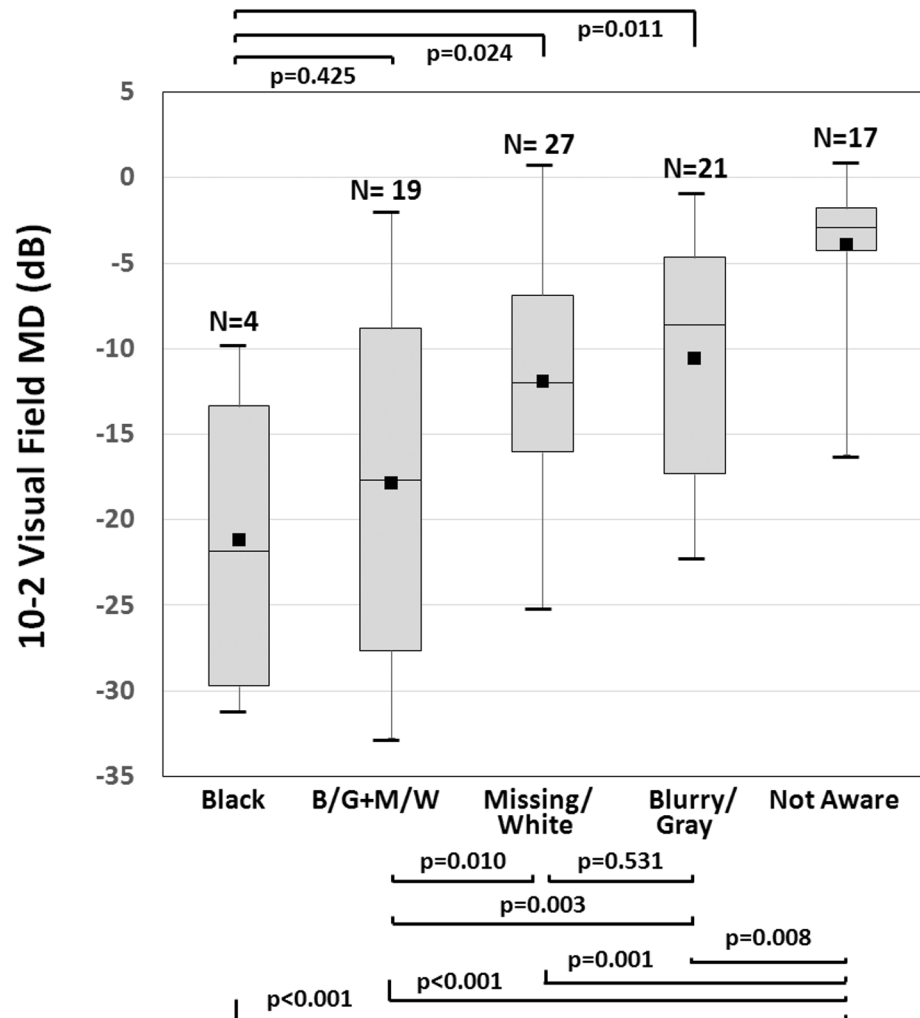 p=0.011
p=0.024
p=0.425
10-2 Visual Field MD (dB)
5
0
-5
-10
-15
-20
-25
-30
-35
N=4
N= 19
N= 27
N=21
N=17
Black
B/G+M/W
Missing/
White
Blurry/
Gray
Not Aware
p=0.010
p=0.531
p=0.003
p=0.008
p=0.001
p<0.001
p<0.001